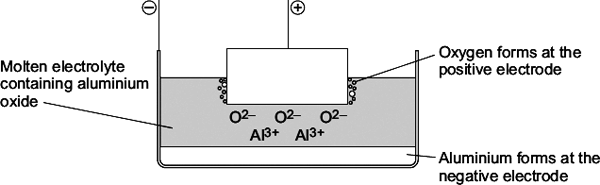 −
+
Molten electrolyte
containing aluminium
oxide
Oxygen forms at the
positive electrode
O²⁻ O²⁻ O²⁻
Al³⁺ Al³⁺
Aluminium forms at the
negative electrode